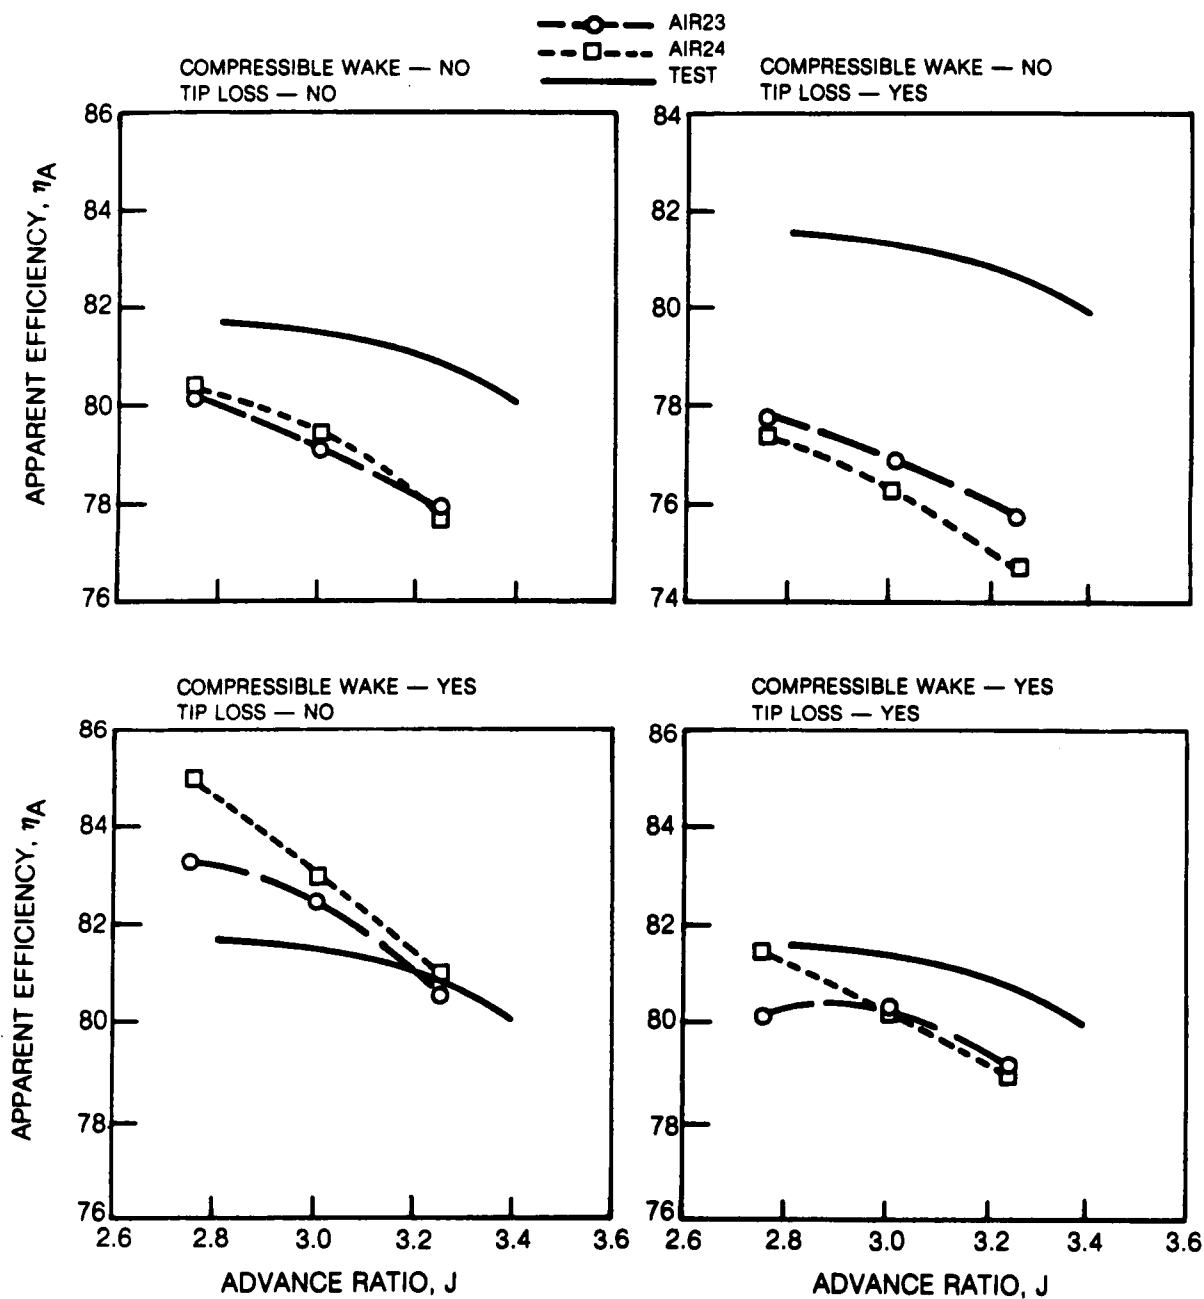 AIR23
AIR24
TEST
COMPRESSIBLE WAKE — NO
TIP LOSS — NO
86
84
82
80
78
76
APPARENT EFFICIENCY, ηA
COMPRESSIBLE WAKE — NO
TIP LOSS — YES
84
82
80
78
76
74
COMPRESSIBLE WAKE — YES
TIP LOSS — NO
86
84
82
80
78
76
APPARENT EFFICIENCY, ηA
2.6 2.8 3.0 3.2 3.4 3.6
ADVANCE RATIO, J
COMPRESSIBLE WAKE — YES
TIP LOSS — YES
86
84
82
80
78
76
2.6 2.8 3.0 3.2 3.4 3.6
ADVANCE RATIO, J